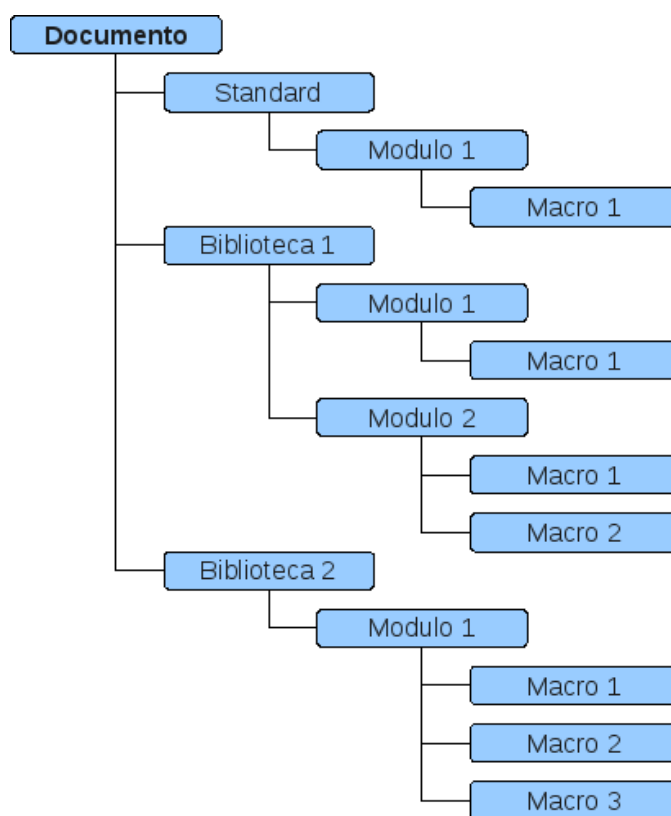 Documento
Standard
Modulo 1
Macro 1
Biblioteca 1
Modulo 1
Macro 1
Modulo 2
Macro 1
Macro 2
Biblioteca 2
Modulo 1
Macro 1
Macro 2
Macro 3